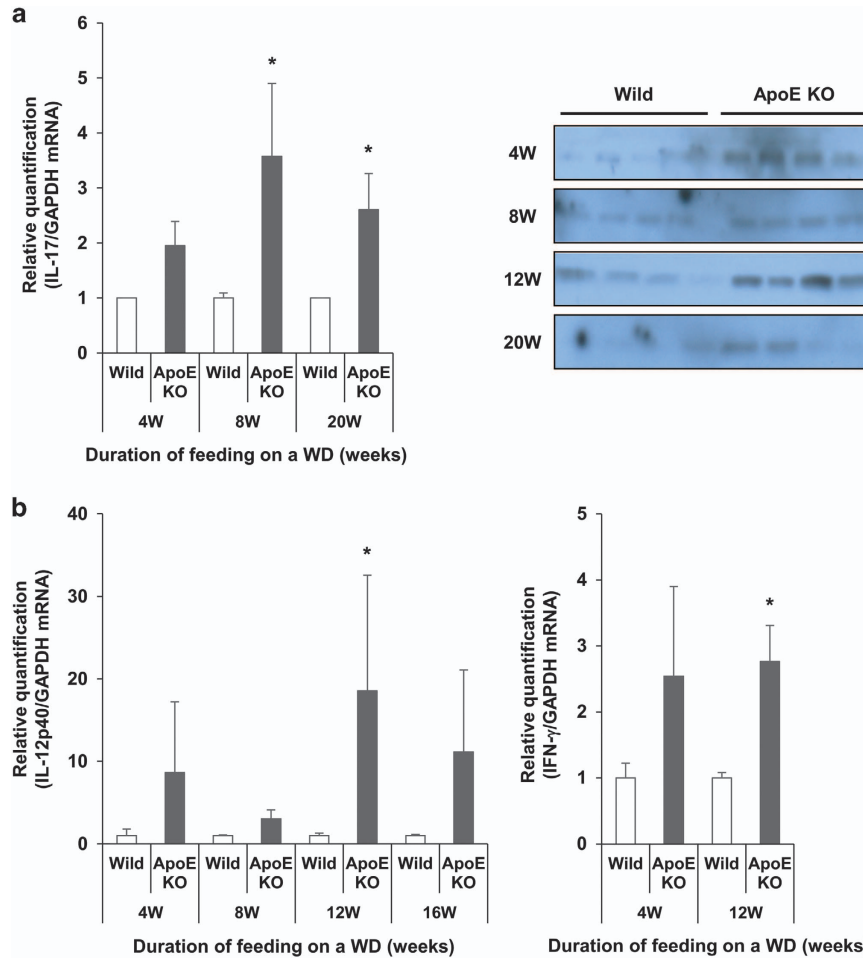 a
6
5
4
3
2
1
0
Relative quantification
(IL-17/GAPDH mRNA)
*
*
Wild ApoE KO Wild ApoE KO Wild ApoE KO
4W 8W 20W
Duration of feeding on a WD (weeks)
Wild ApoE KO
4W
8W
12W
20W
b
40
30
20
10
0
Relative quantification
(IL-12p40/GAPDH mRNA)
*
Wild ApoE KO Wild ApoE KO Wild ApoE KO Wild ApoE KO
4W 8W 12W 16W
Duration of feeding on a WD (weeks)
5
4
3
2
1
0
Relative quantification
(IFN-γ/GAPDH mRNA)
*
Wild ApoE KO Wild ApoE KO
4W 12W
Duration of feeding on a WD (weeks